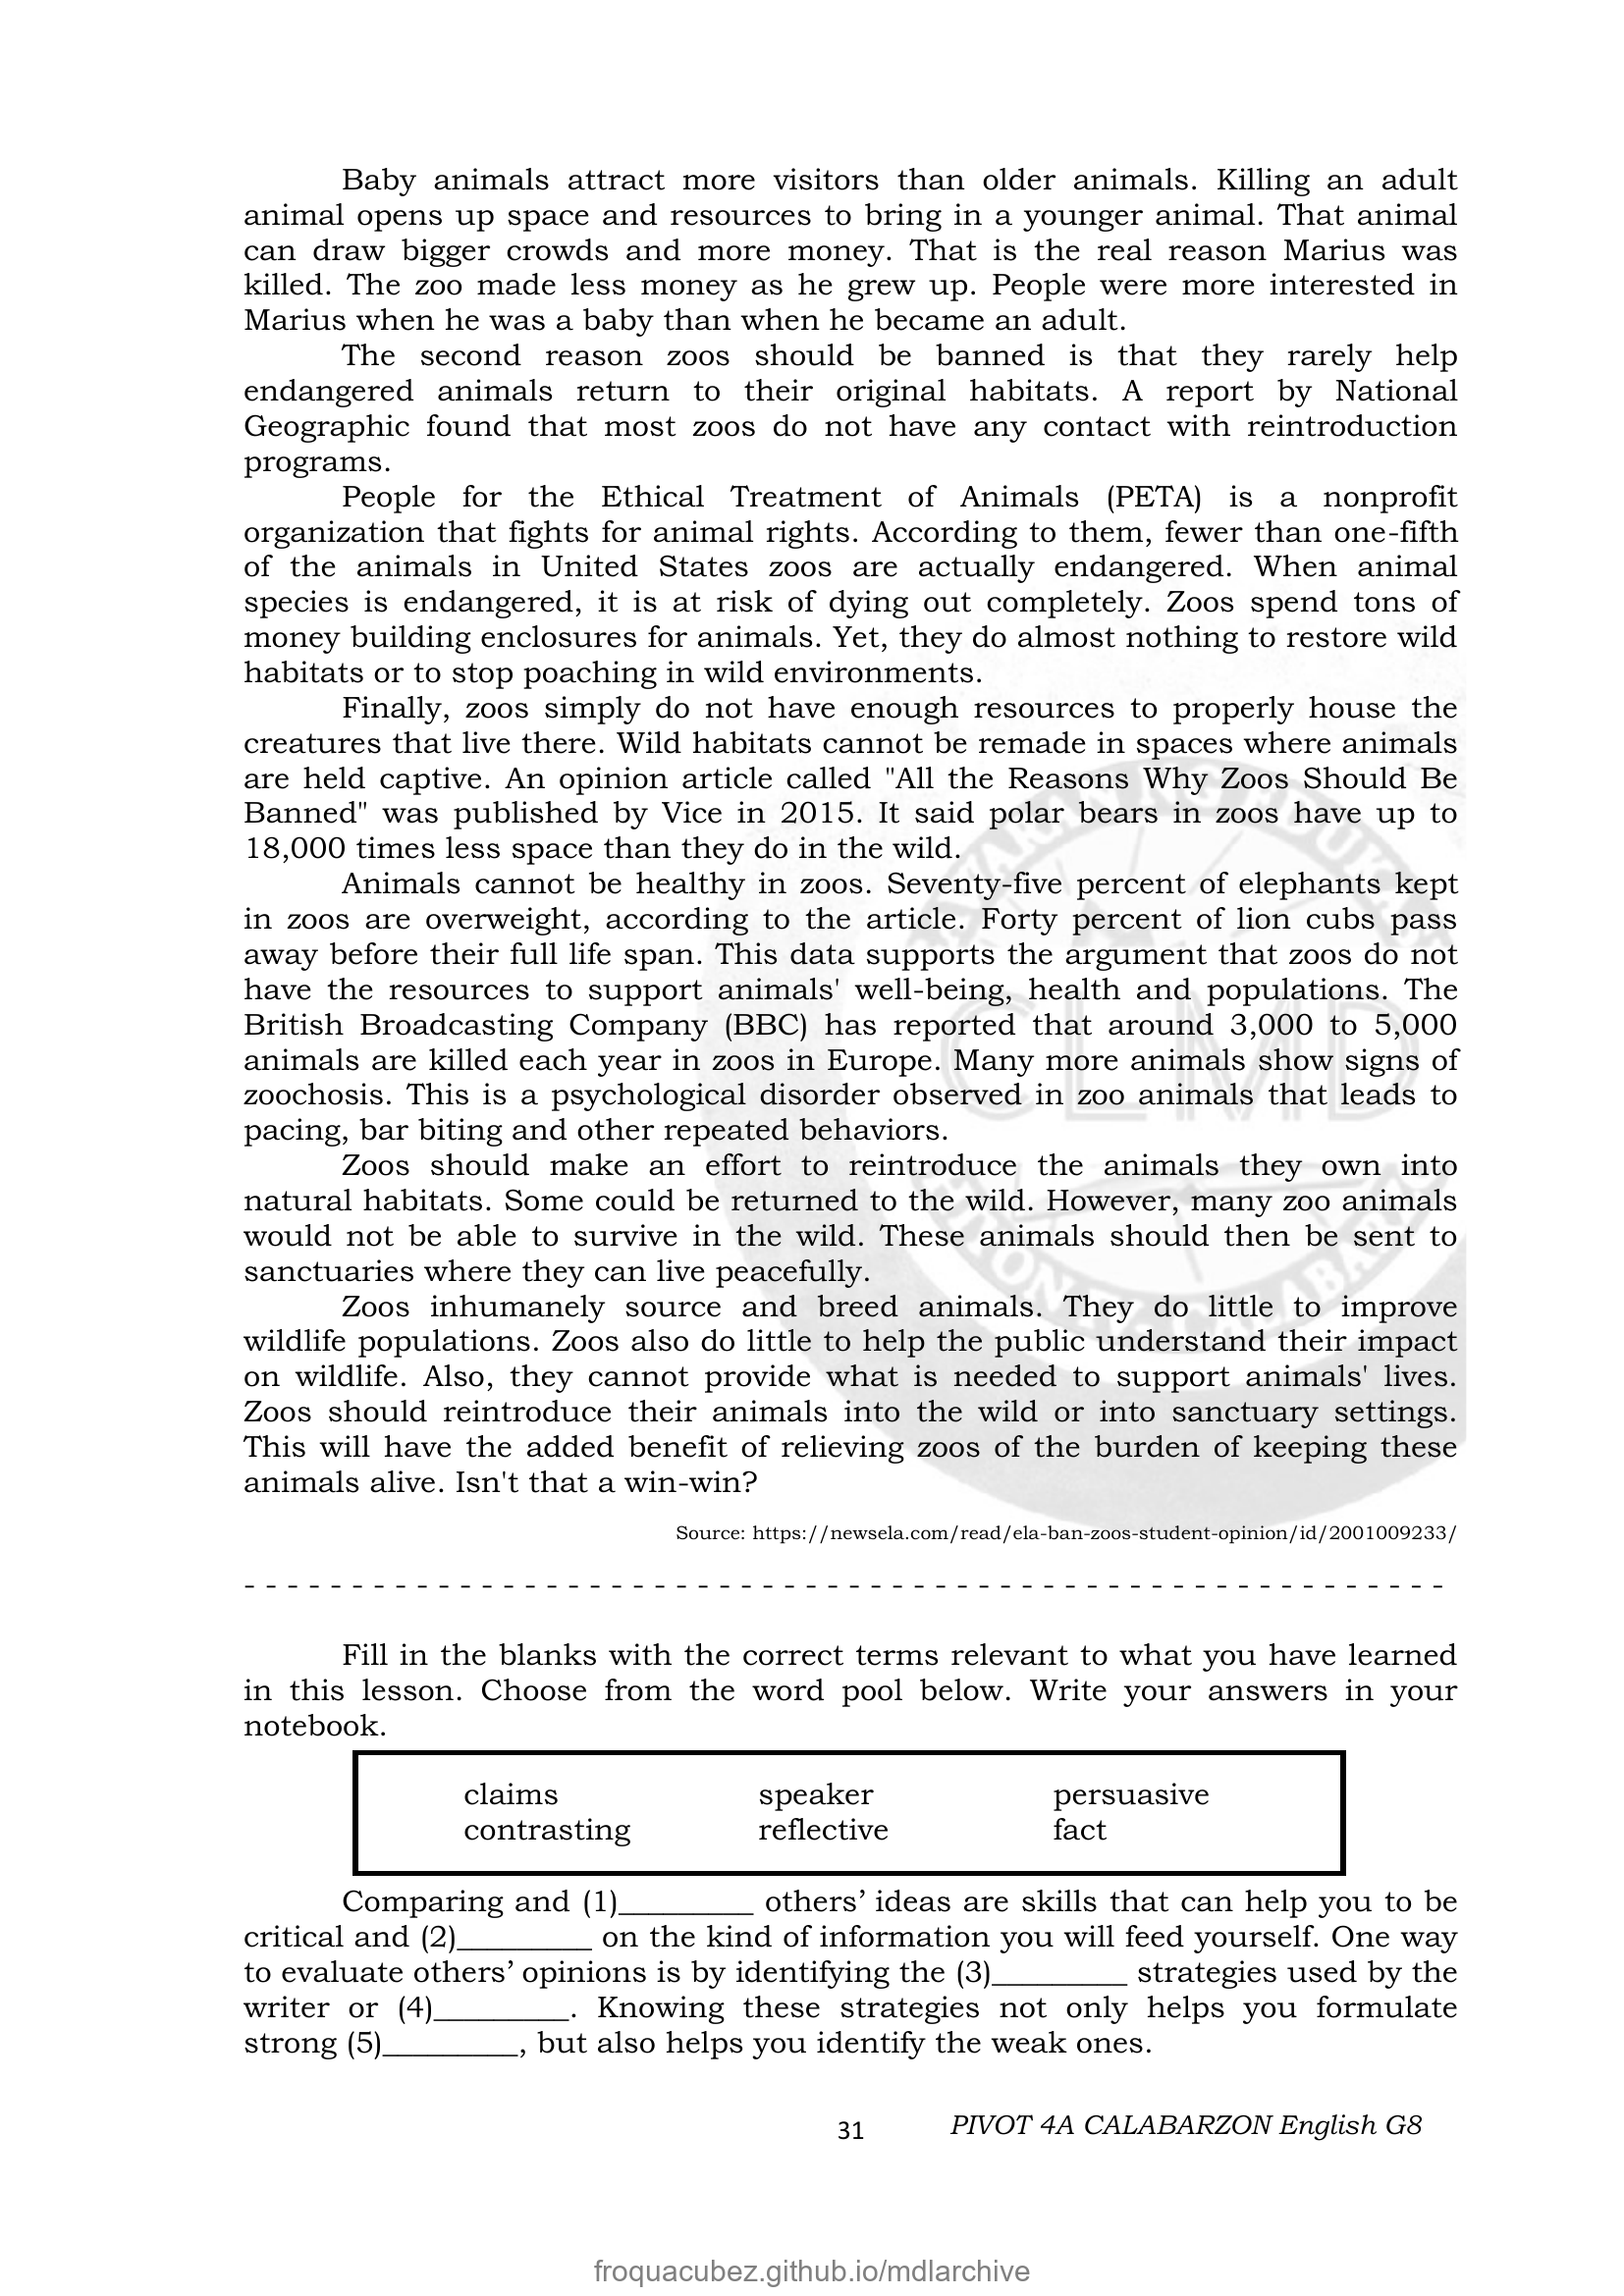 Baby animals attract more visitors than older animals. Killing an adult
animal opens up space and resources to bring in a younger animal. That animal
can draw bigger crowds and more money. That is the real reason Marius was
killed. The zoo made less money as he grew up. People were more interested in
Marius when he was a baby than when he became an adult.
The second reason zoos should be banned is that they rarely help
endangered animals return to their original habitats. A report by National
Geographic found that most zoos do not have any contact with reintroduction
programs.
People for the Ethical Treatment of Animals (PETA) is a nonprofit
organization that fights for animal rights. According to them, fewer than one-fifth
of the animals in United States zoos are actually endangered. When animal
species is endangered, it is at risk of dying out completely. Zoos spend tons of
money building enclosures for animals. Yet, they do almost nothing to restore wild
habitats or to stop poaching in wild environments.
Finally, zoos simply do not have enough resources to properly house the
creatures that live there. Wild habitats cannot be remade in spaces where animals
are held captive. An opinion article called "All the Reasons Why Zoos Should Be
Banned" was published by Vice in 2015. It said polar bears in zoos have up to
18,000 times less space than they do in the wild.
Animals cannot be healthy in zoos. Seventy-five percent of elephants kept
in zoos are overweight, according to the article. Forty percent of lion cubs pass
away before their full life span. This data supports the argument that zoos do not
have the resources to support animals' well-being, health and populations. The
British Broadcasting Company (BBC) has reported that around 3,000 to 5,000
animals are killed each year in zoos in Europe. Many more animals show signs of
zoochosis. This is a psychological disorder observed in zoo animals that leads to
pacing, bar biting and other repeated behaviors.
Zoos should make an effort to reintroduce the animals they own into
natural habitats. Some could be returned to the wild. However, many zoo animals
would not be able to survive in the wild. These animals should then be sent to
sanctuaries where they can live peacefully.
Zoos inhumanely source and breed animals. They do little to improve
wildlife populations. Zoos also do little to help the public understand their impact
on wildlife. Also, they cannot provide what is needed to support animals' lives.
Zoos should reintroduce their animals into the wild or into sanctuary settings.
This will have the added benefit of relieving zoos of the burden of keeping these
animals alive. Isn't that a win-win?
Source: https://newsela.com/read/ela-ban-zoos-student-opinion/id/2001009233/
Fill in the blanks with the correct terms relevant to what you have learned
in this lesson. Choose from the word pool below. Write your answers in your
notebook.
claims speaker persuasive
contrasting reflective fact
Comparing and (1)_________ others’ ideas are skills that can help you to be
critical and (2)_________ on the kind of information you will feed yourself. One way
to evaluate others’ opinions is by identifying the (3)_________ strategies used by the
writer or (4)_________. Knowing these strategies not only helps you formulate
strong (5)_________, but also helps you identify the weak ones.
31 PIVOT 4A CALABARZON English G8
froquacubez.github.io/mdlarchive
CLMD